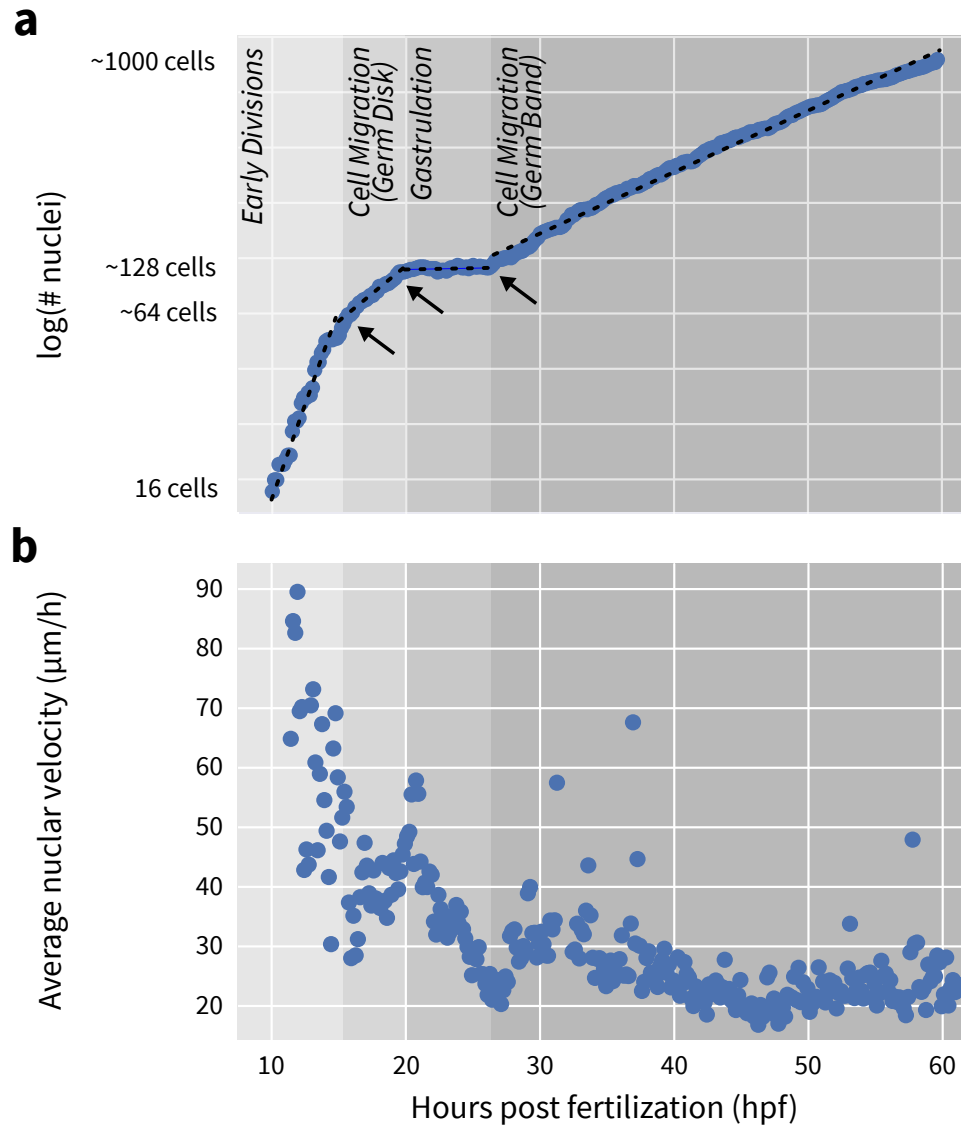 a
~1000 cells
~128 cells
~64 cells
16 cells
log(# nuclei)
Early Divisions
Cell Migration
(Germ Disk)
Gastrulation
Cell Migration
(Germ Band)
b
90
80
70
60
50
40
30
20
Average nuclar velocity (μm/h)
10
20
30
40
50
60
Hours post fertilization (hpf)